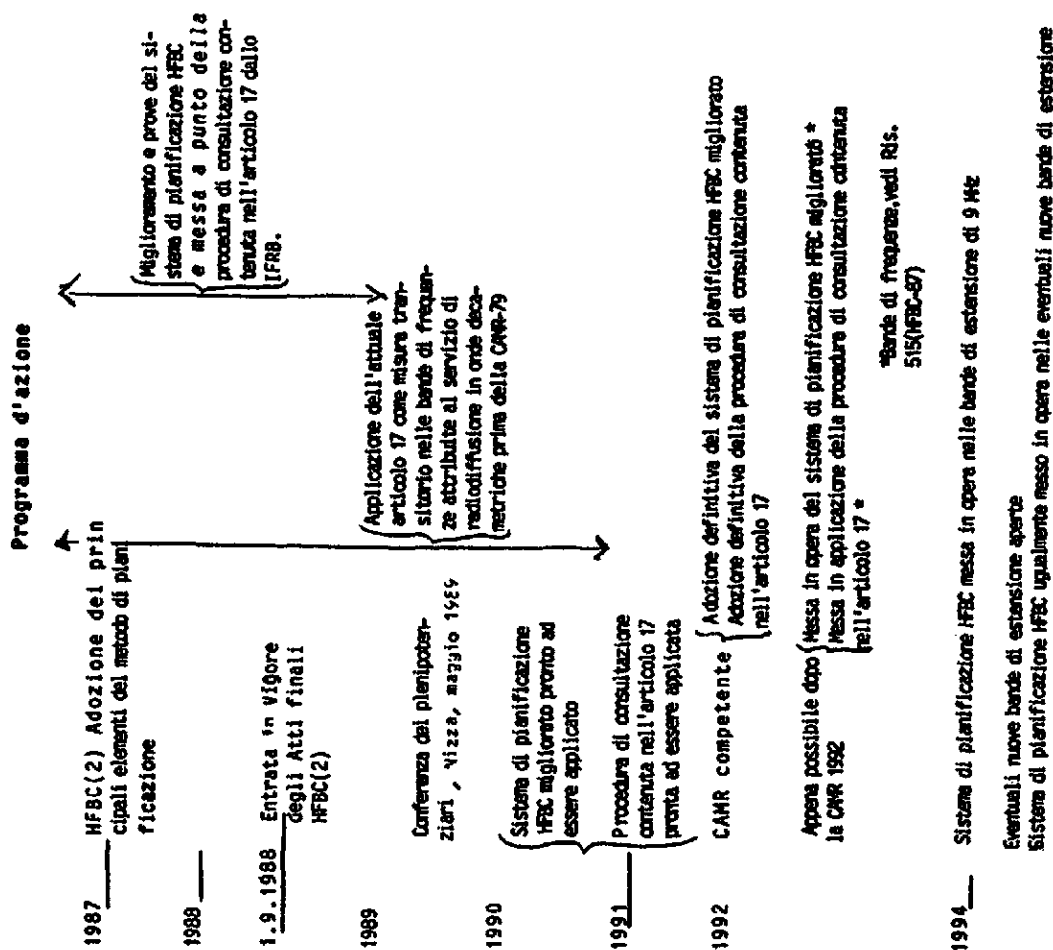 Programma d'azione
1987
HFBC(2) Adozione dei prin
cipali elementi del metodo di piani
ficazione
Miglioramento e prove del si-
stema di pianificazione HFBC
e messa a punto della
procedura di consultazione con-
tenuta nell'articolo 17 dallo
IFRB.
1988
1.9.1988
Entrata in vigore
degli Atti finali
HFBC(2)
Applicazione dell'attuale
articolo 17 come misura tran-
sitorio nelle bande di frequen-
ze attribuite al servizio di
radiodiffusione in onde deca-
metriche prima della CAMR-79
1989
Conferenza dei plenipoten-
ziari, Nizza, maggio 1989
1990
Sistema di pianificazione
HFBC migliorato pronto ad
essere applicato
1991
Procedura di consultazione
contenuta nell'articolo 17
pronta ad essere applicata
1992
CAMR competente
Adozione definitiva del sistema di pianificazione HFBC migliorato
Adozione definitiva della procedura di consultazione contenuta
nell'articolo 17
Appena possibile dopo
la CAMR 1992
Messa in opera del sistema di pianificazione HFBC migliorato *
Messa in applicazione della procedura di consultazione contenuta
nell'articolo 17 *
*Bande di frequenze,vedi Ris.
515(HFBC-87)
1994
Sistema di pianificazione HFBC messa in opera nelle bande di estensione di 9 MHz
Eventuali nuove bande di estensione aperte
Sistema di pianificazione HFBC ugualmente messo in opera nelle eventuali nuove bande di estensione